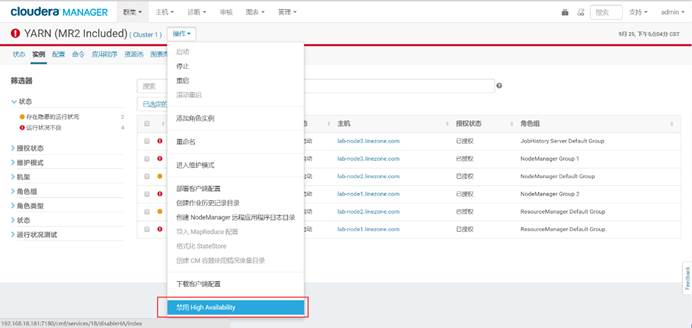 cloudera MANAGER 群集 主机 诊断 审核 图表 管理 搜索 支持 admin
YARN (MR2 Included) (Cluster 1) 操作 9月 25, 下午5点04分 CST
状态 实例 配置 命令 应用程序 资源池 图表库
启动
筛选器
停止
重启
搜索
滚动重启
状态
已选定的
存在隐患的运行状况 2
添加角色实例
运行状况不良 4
主机 授权状态 角色组
重命名
启动 lab-node3.linezone.com 已授权 JobHistory Server Default Group
授权状态
启动 lab-node3.linezone.com 已授权 NodeManager Group 1
维护模式
进入维护模式
机架
启动 lab-node2.linezone.com 已授权 NodeManager Default Group
角色组
部署客户端配置
启动 lab-node1.linezone.com 已授权 NodeManager Group 2
角色类型
创建作业历史记录目录
启动 lab-node2.linezone.com 已授权 ResourceManager Default Group
状态
创建 NodeManager 远程应用程序日志目录
运行状况测试
导入 MapReduce 配置
启动 lab-node1.linezone.com 已授权 ResourceManager Default Group
格式化 StateStore
创建 CM 容器使用情况度量目录
下载客户端配置
Feedback
禁用 High Availability
192.168.18.181:7180/cmf/services/18/disableHA/index